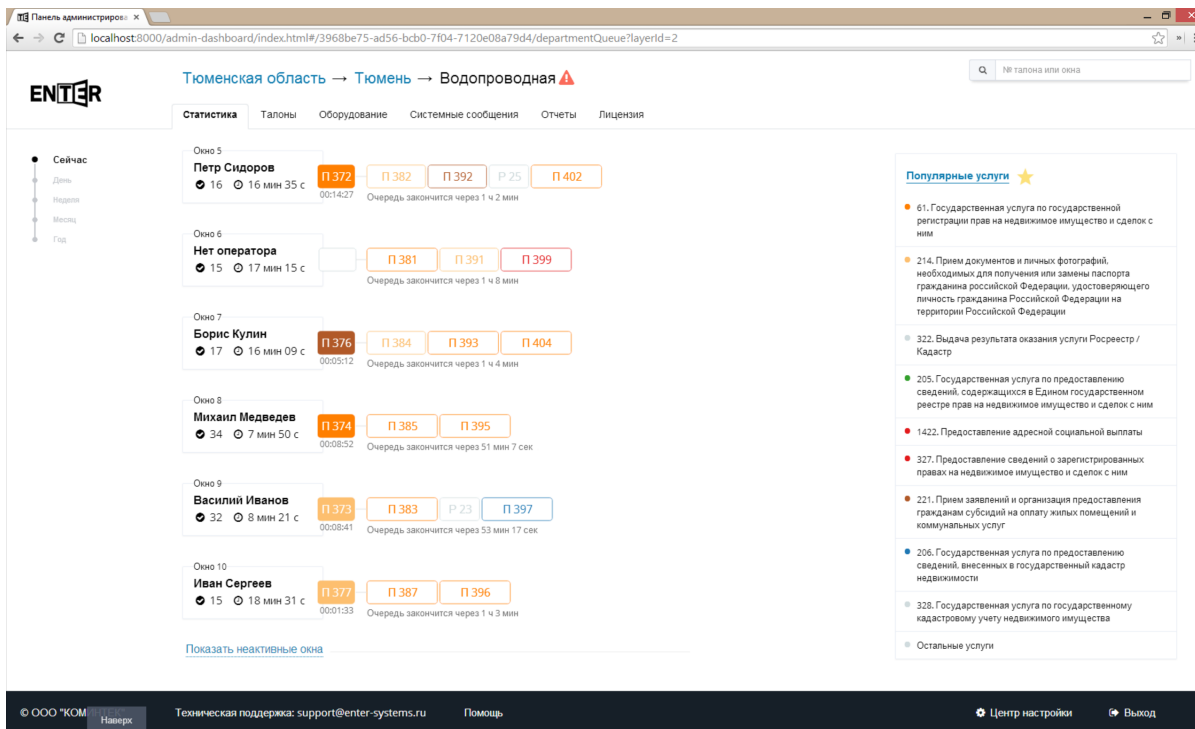 Панель администрирова
localhost:8000/admin-dashboard/index.html#/3968be75-ad56-bcb0-7f04-7120e08a79d4/departmentQueue?layerId=2
ENTER
Тюменская область → Тюмень → Водопроводная
№ талона или окна
Статистика Талоны Оборудование Системные сообщения Отчеты Лицензия
Сейчас
День
Неделя
Месяц
Год
Окно 5
Петр Сидоров
16 16 мин 35 с
П 372 П 382 П 392 Р 25 П 402
00:14:27 Очередь закончится через 1 ч 2 мин
Окно 6
Нет оператора
15 17 мин 15 с
П 381 П 391 П 399
Очередь закончится через 1 ч 8 мин
Окно 7
Борис Кулин
17 16 мин 09 с
П 376 П 384 П 393 П 404
00:05:12 Очередь закончится через 1 ч 4 мин
Окно 8
Михаил Медведев
34 7 мин 50 с
П 374 П 385 П 395
00:08:52 Очередь закончится через 51 мин 7 сек
Окно 9
Василий Иванов
32 8 мин 21 с
П 373 П 383 Р 23 П 397
00:08:41 Очередь закончится через 53 мин 17 сек
Окно 10
Иван Сергеев
15 18 мин 31 с
П 377 П 387 П 396
00:01:33 Очередь закончится через 1 ч 3 мин
Показать неактивные окна
Популярные услуги
61. Государственная услуга по государственной
регистрации прав на недвижимое имущество и сделок с
ним
214. Прием документов и личных фотографий,
необходимых для получения или замены паспорта
гражданина российской Федерации, удостоверяющего
личность гражданина Российской Федерации на
территории Российской Федерации
322. Выдача результата оказания услуги Росреестр /
Кадастр
205. Государственная услуга по предоставлению
сведений, содержащихся в Едином государственном
реестре прав на недвижимое имущество и сделок с ним
1422. Предоставление адресной социальной выплаты
327. Предоставление сведений о зарегистрированных
правах на недвижимое имущество и сделок с ним
221. Прием заявлений и организация предоставления
гражданам субсидий на оплату жилых помещений и
коммунальных услуг
206. Государственная услуга по предоставлению
сведений, внесенных в государственный кадастр
недвижимости
328. Государственная услуга по государственному
кадастровому учету недвижимого имущества
Остальные услуги
© ООО "КОМ
Наверх
Техническая поддержка: support@enter-systems.ru Помощь Центр настройки Выход